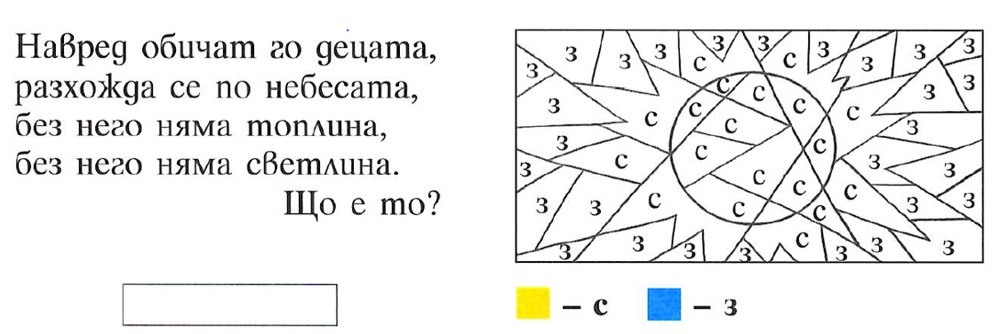 Навред обичат го децата,
разхожда се по небесата,
без него няма топлина,
без него няма светлина.
Що е то?
з з з з з з з з з
з с с з з
з с с с с с з з
з с с с з
з с с с з з
з з с с с с с з з
з з з з с з з з
– с – з